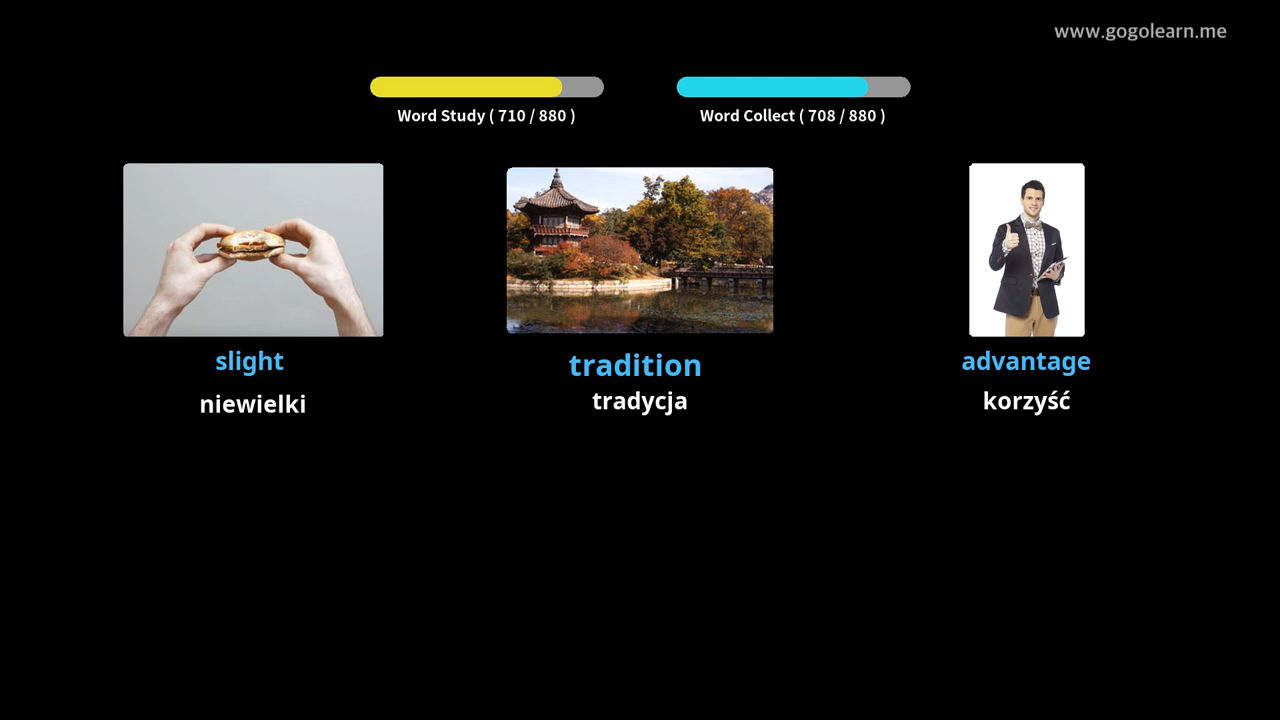 www.gogolearn.me
Word Study ( 710 / 880 )
Word Collect ( 708 / 880 )
slight
tradition
advantage
niewielki
tradycja
korzyść